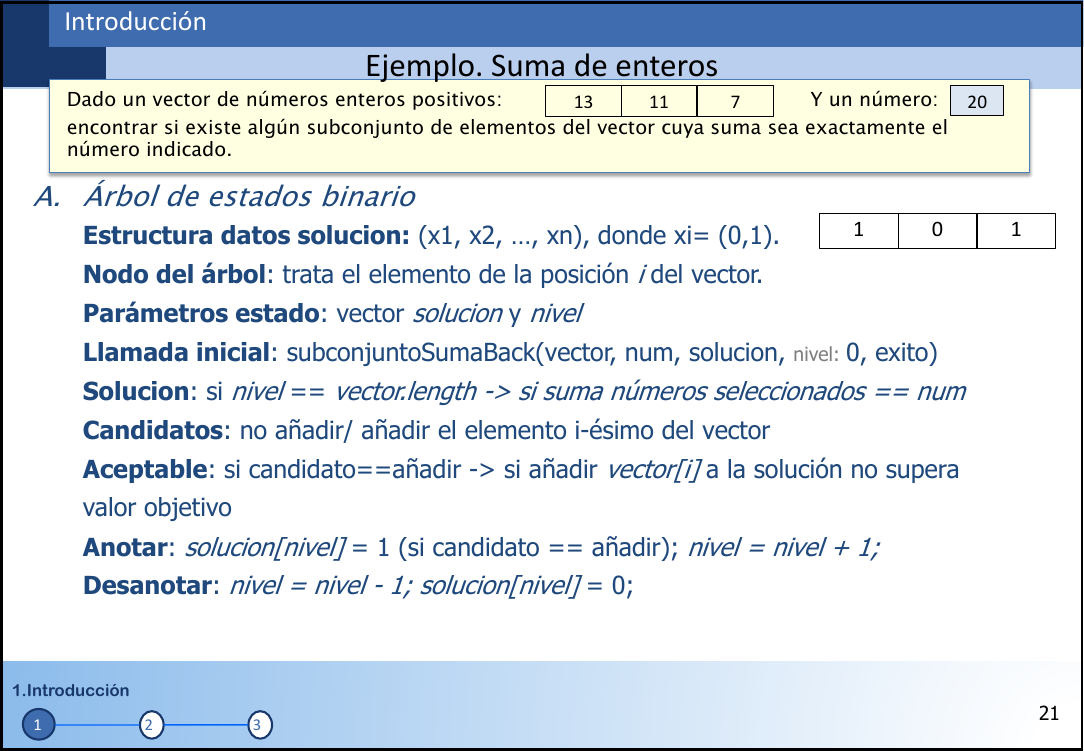 Introducción
Ejemplo. Suma de enteros
Dado un vector de números enteros positivos: 13 11 7 Y un número: 20
encontrar si existe algún subconjunto de elementos del vector cuya suma sea exactamente el
número indicado.
A. Árbol de estados binario
Estructura datos solucion: (x1, x2, ..., xn), donde xi= (0,1). 1 0 1
Nodo del árbol: trata el elemento de la posición i del vector.
Parámetros estado: vector solucion y nivel
Llamada inicial: subconjuntoSumaBack(vector, num, solucion, nivel: 0, exito)
Solucion: si nivel == vector.length -> si suma números seleccionados == num
Candidatos: no añadir/ añadir el elemento i-ésimo del vector
Aceptable: si candidato==añadir -> si añadir vector[i] a la solución no supera
valor objetivo
Anotar: solucion[nivel] = 1 (si candidato == añadir); nivel = nivel + 1;
Desanotar: nivel = nivel - 1; solucion[nivel] = 0;
1.Introducción
1 2 3
21